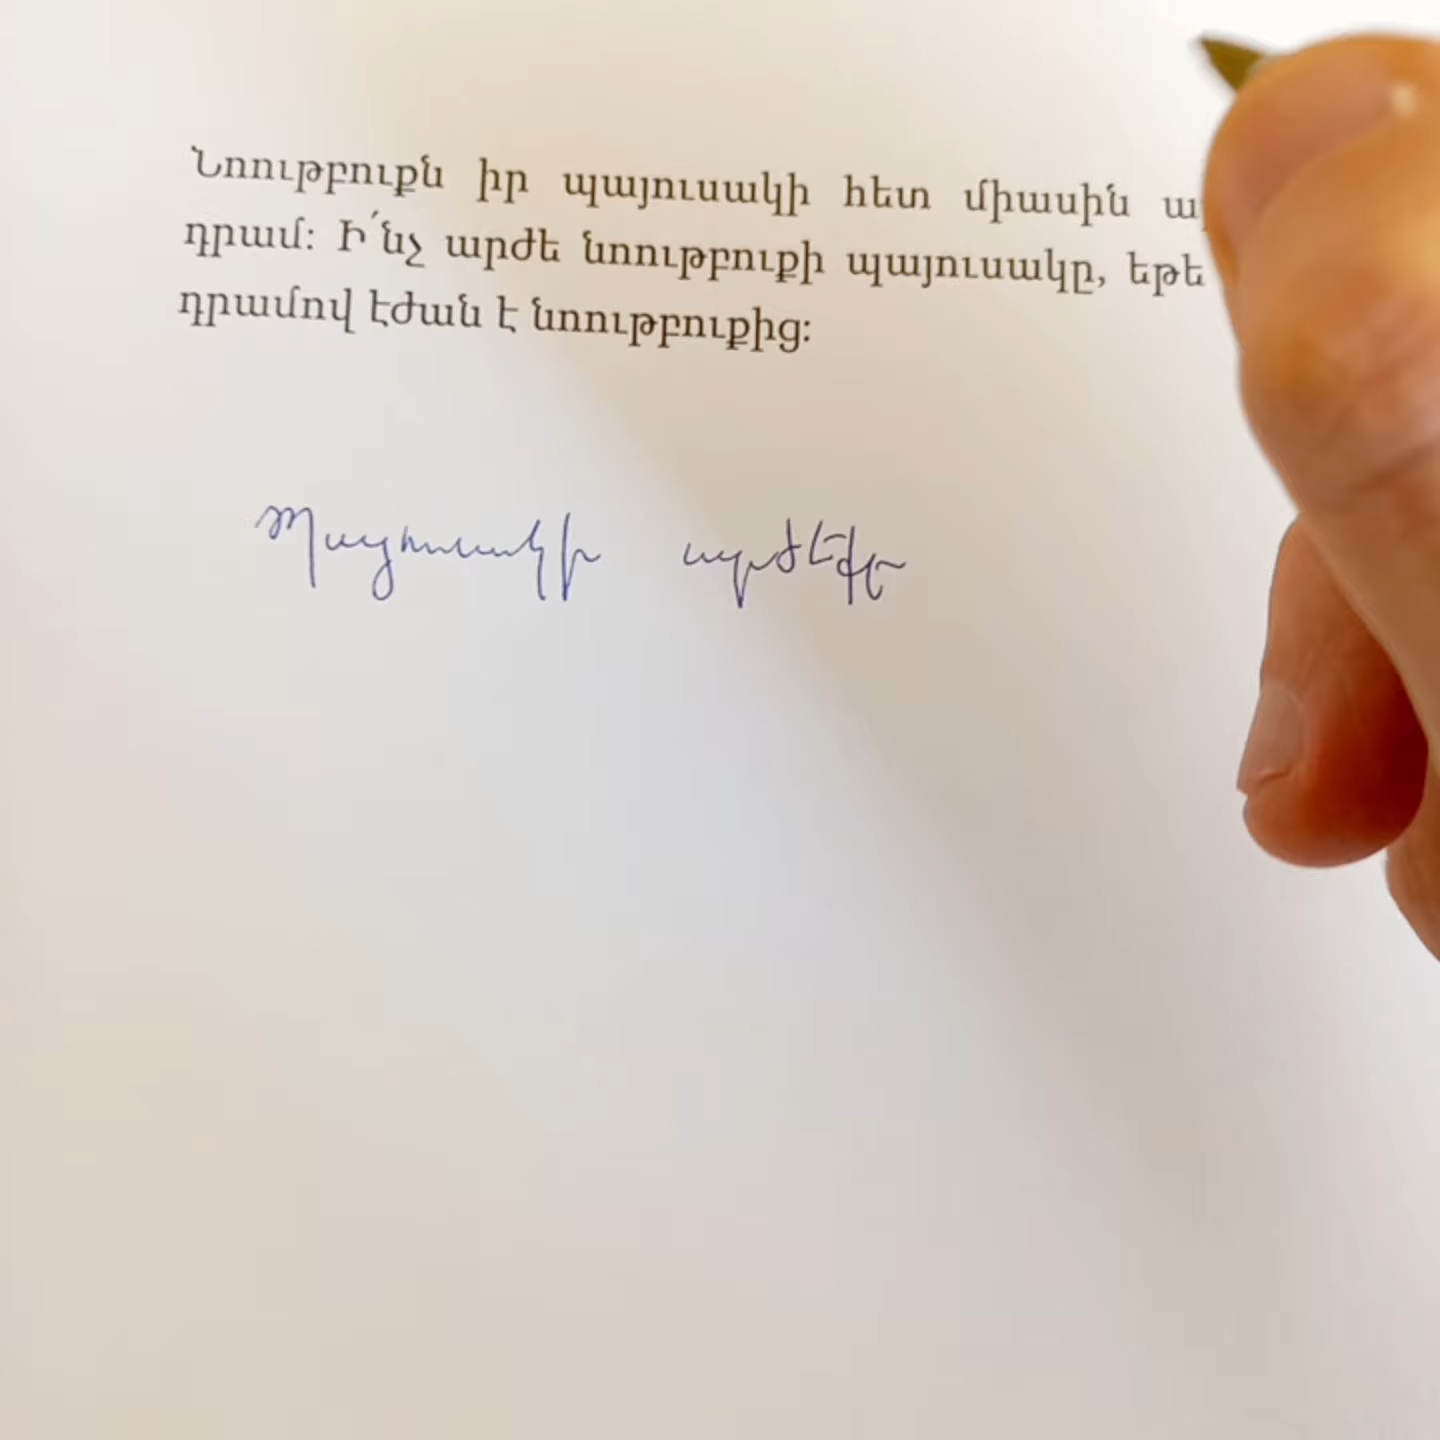 Նոութբուքն իր պայուսակի հետ միասին
դրամ: Ի՛նչ արժե նոութբուքի պայուսակը, եթե
դրամով էժան է նոութբուքից:
Պայուսակի արժեքը